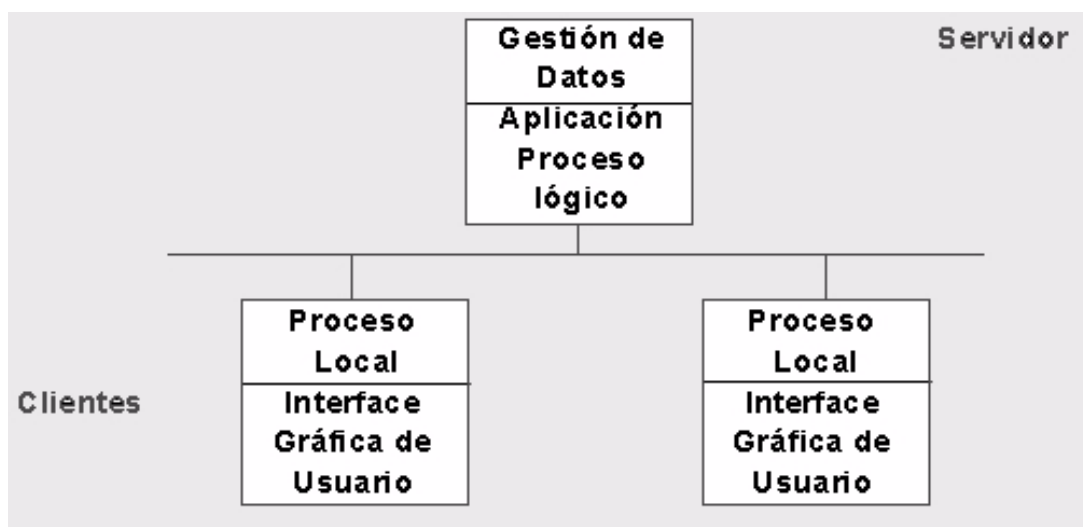 Gestión de
Datos
Servidor
Aplicación
Proceso
lógico
Proceso
Local
Interface
Gráfica de
Usuario
Proceso
Local
Interface
Gráfica de
Usuario
Clientes